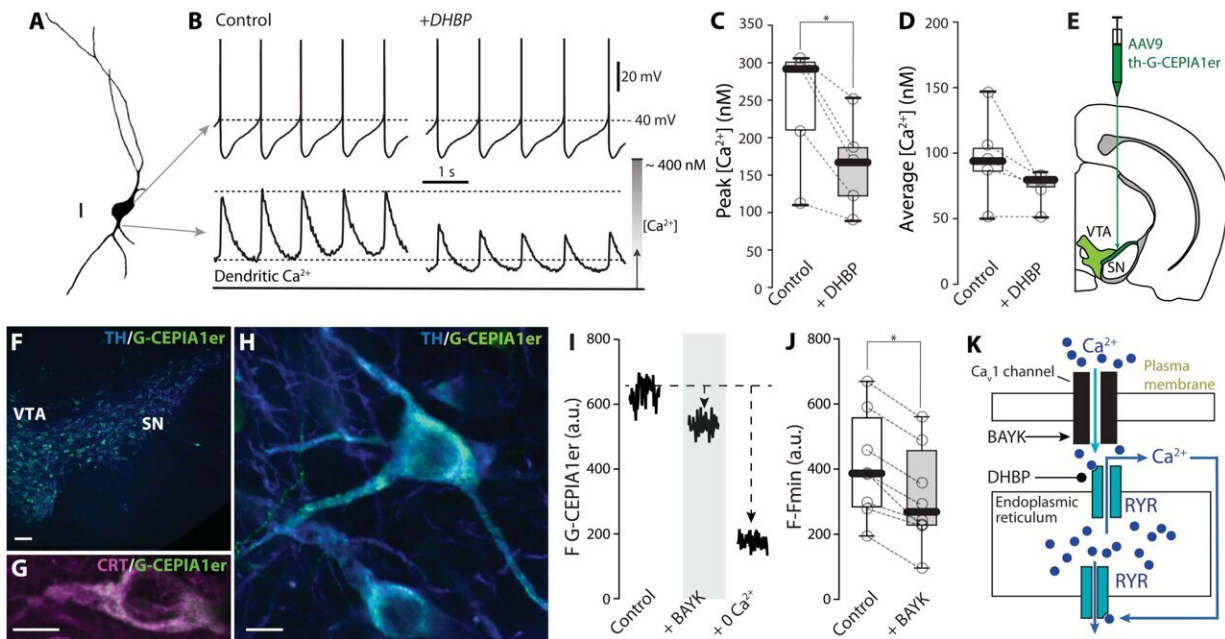 A
I
B
Control
+DHBP
20 mV
40 mV
1 s
~ 400 nM
[Ca²⁺]
Dendritic Ca²⁺
C
*
Peak [Ca²⁺] (nM)
350
300
250
200
150
100
50
0
Control
+ DHBP
D
Average [Ca²⁺] (nM)
200
150
100
50
0
Control
+ DHBP
E
AAV9
th-G-CEPIA1er
VTA
SN
F
TH/G-CEPIA1er
VTA
SN
G
CRT/G-CEPIA1er
H
TH/G-CEPIA1er
I
F G-CEPIA1er (a.u.)
800
600
400
200
0
Control
+ BAYK
+ 0 Ca²⁺
J
*
F-Fmin (a.u.)
800
600
400
200
0
Control
+ BAYK
K
Ca²⁺
Caᵥ1 channel
Plasma
membrane
BAYK
DHBP
Ca²⁺
Endoplasmic
reticulum
RYR
RYR